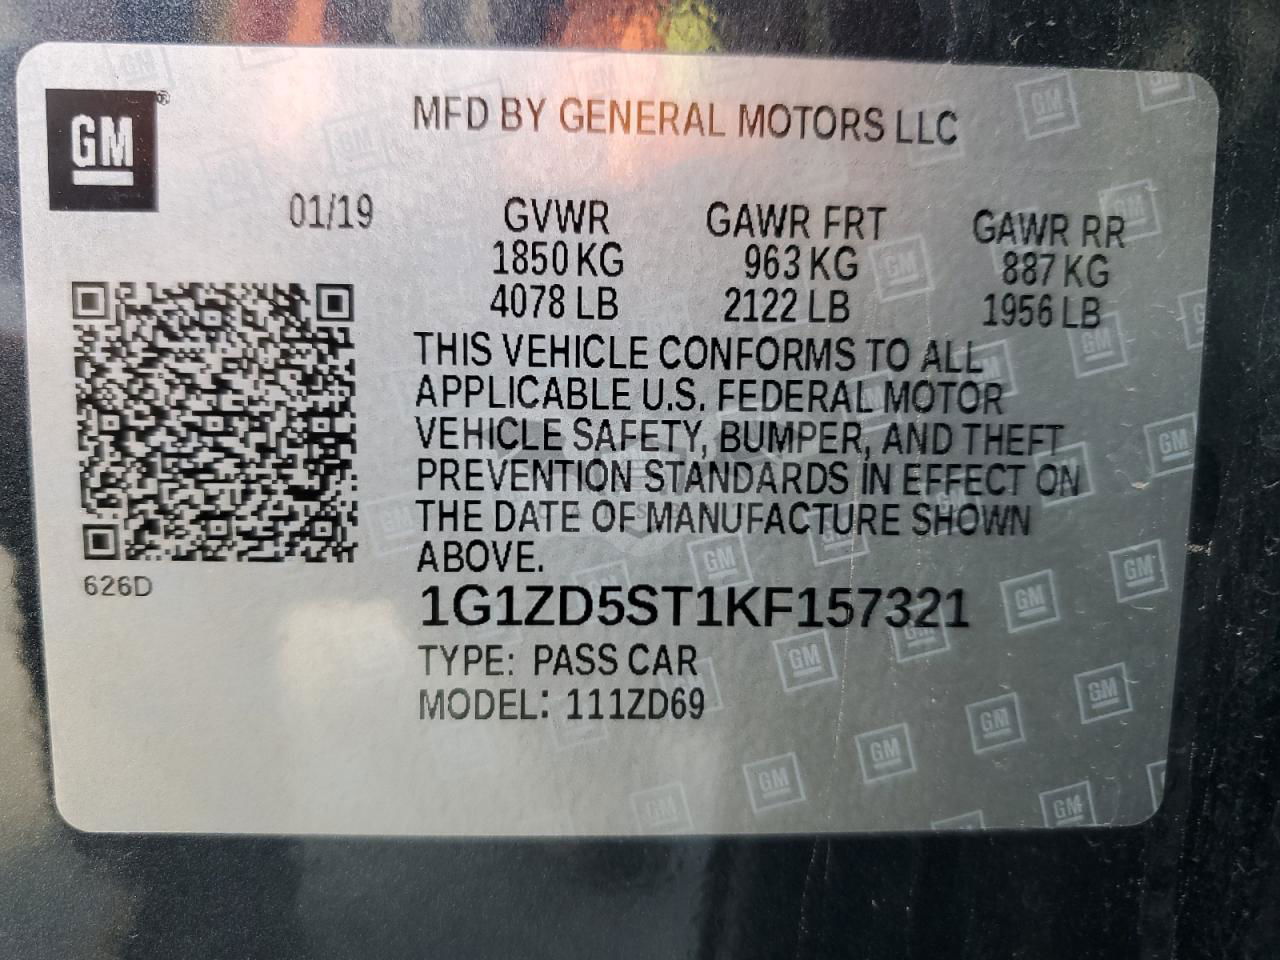 GM®
MFD BY GENERAL MOTORS LLC
01/19
GVWR GAWR FRT GAWR RR
1850 KG 963 KG 887 KG
4078 LB 2122 LB 1956 LB
THIS VEHICLE CONFORMS TO ALL
APPLICABLE U.S. FEDERAL MOTOR
VEHICLE SAFETY, BUMPER, AND THEFT
PREVENTION STANDARDS IN EFFECT ON
THE DATE OF MANUFACTURE SHOWN
ABOVE.
626D
1G1ZD5ST1KF157321
TYPE: PASS CAR
MODEL: 111ZD69